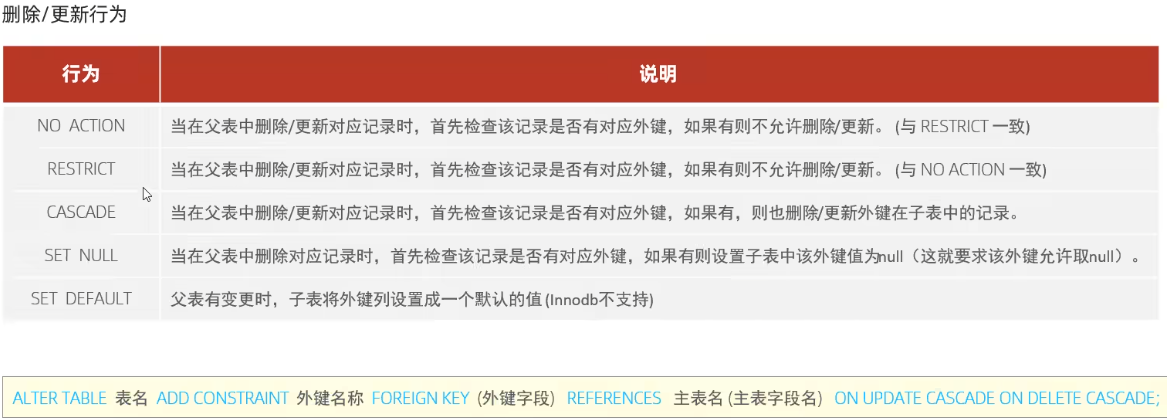 删除/更新行为
行为 说明
NO ACTION 当在父表中删除/更新对应记录时，首先检查该记录是否有对应外键，如果有则不允许删除/更新。 (与 RESTRICT 一致)
RESTRICT 当在父表中删除/更新对应记录时，首先检查该记录是否有对应外键，如果有则不允许删除/更新。 (与 NO ACTION 一致)
CASCADE 当在父表中删除/更新对应记录时，首先检查该记录是否有对应外键，如果有，则也删除/更新外键在子表中的记录。
SET NULL 当在父表中删除对应记录时，首先检查该记录是否有对应外键，如果有则设置子表中该外键值为null（这就要求该外键允许取null）。
SET DEFAULT 父表有变更时，子表将外键列设置成一个默认的值 (Innodb不支持)
ALTER TABLE 表名 ADD CONSTRAINT 外键名称 FOREIGN KEY (外键字段) REFERENCES 主表名 (主表字段名) ON UPDATE CASCADE ON DELETE CASCADE;